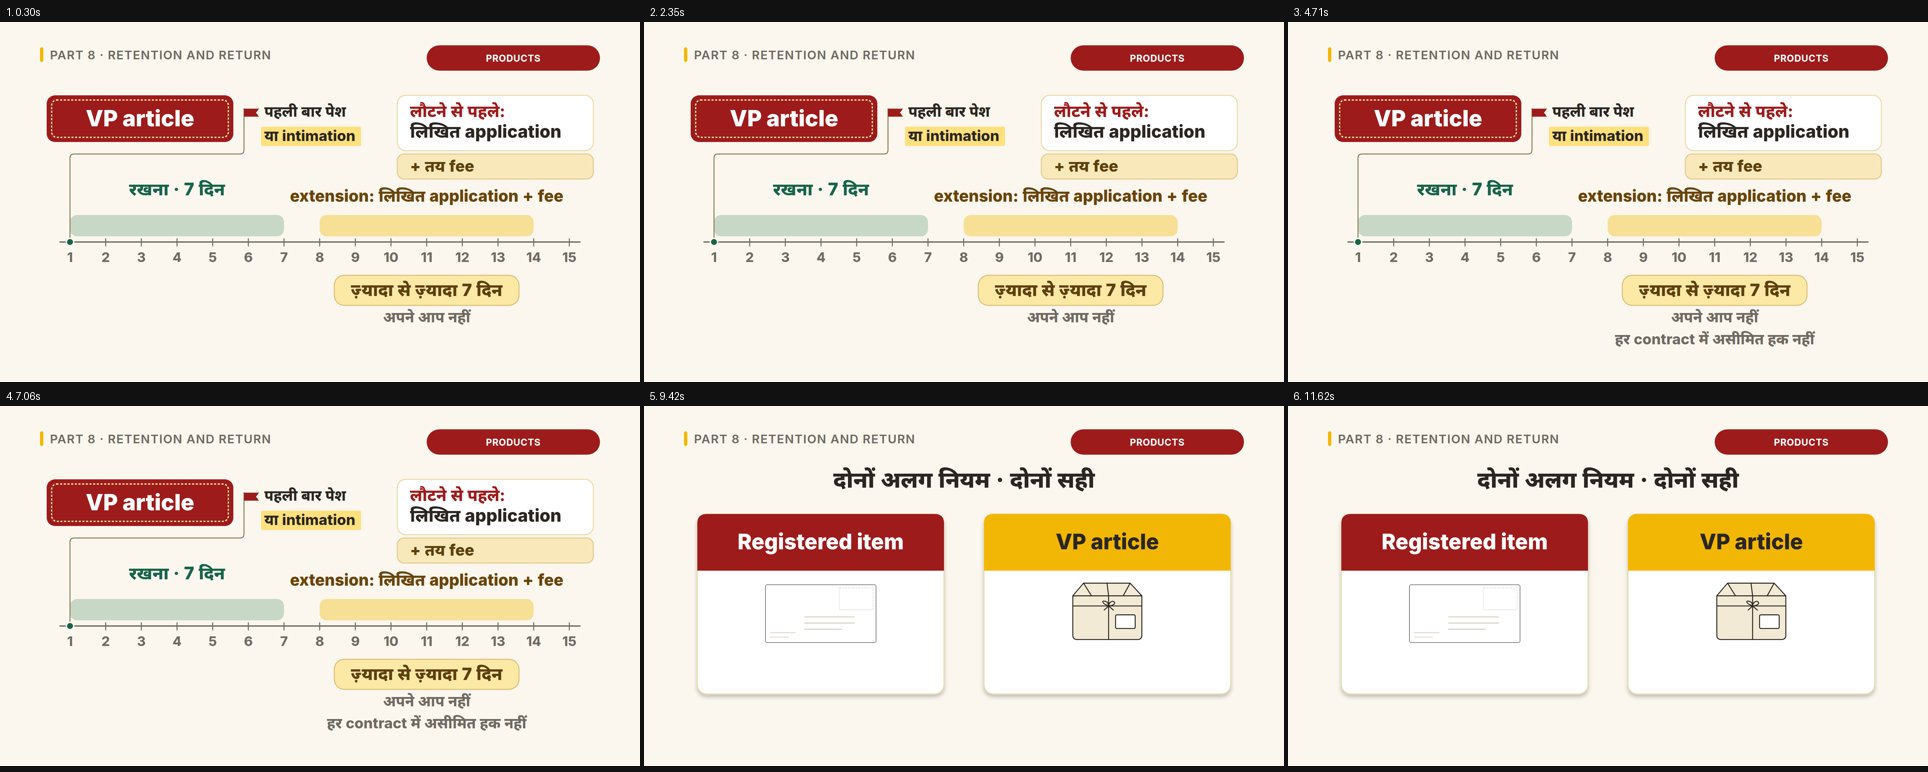 1. 0.30s
PART 8 · RETENTION AND RETURN
PRODUCTS
VP article
पहली बार पेश
या intimation
लौटने से पहले:
लिखित application
+ तय fee
रखना · 7 दिन
extension: लिखित application + fee
1 2 3 4 5 6 7 8 9 10 11 12 13 14 15
ज़्यादा से ज़्यादा 7 दिन
अपने आप नहीं
2. 2.35s
PART 8 · RETENTION AND RETURN
PRODUCTS
VP article
पहली बार पेश
या intimation
लौटने से पहले:
लिखित application
+ तय fee
रखना · 7 दिन
extension: लिखित application + fee
1 2 3 4 5 6 7 8 9 10 11 12 13 14 15
ज़्यादा से ज़्यादा 7 दिन
अपने आप नहीं
3. 4.71s
PART 8 · RETENTION AND RETURN
PRODUCTS
VP article
पहली बार पेश
या intimation
लौटने से पहले:
लिखित application
+ तय fee
रखना · 7 दिन
extension: लिखित application + fee
1 2 3 4 5 6 7 8 9 10 11 12 13 14 15
ज़्यादा से ज़्यादा 7 दिन
अपने आप नहीं
हर contract में असीमित हक नहीं
4. 7.06s
PART 8 · RETENTION AND RETURN
PRODUCTS
VP article
पहली बार पेश
या intimation
लौटने से पहले:
लिखित application
+ तय fee
रखना · 7 दिन
extension: लिखित application + fee
1 2 3 4 5 6 7 8 9 10 11 12 13 14 15
ज़्यादा से ज़्यादा 7 दिन
अपने आप नहीं
हर contract में असीमित हक नहीं
5. 9.42s
PART 8 · RETENTION AND RETURN
PRODUCTS
दोनों अलग नियम · दोनों सही
Registered item
VP article
6. 11.62s
PART 8 · RETENTION AND RETURN
PRODUCTS
दोनों अलग नियम · दोनों सही
Registered item
VP article